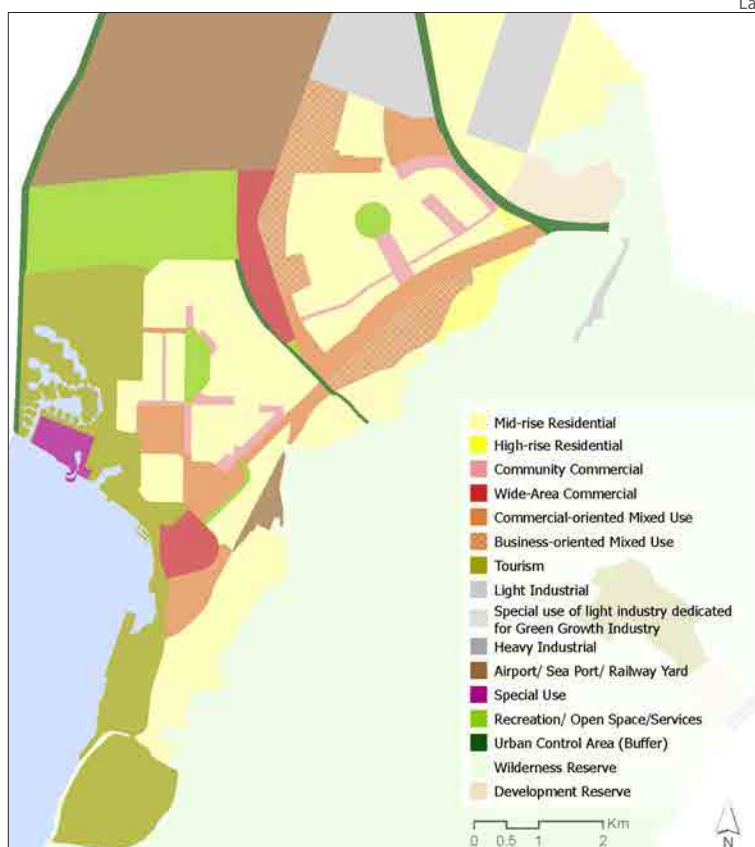 La
Mid-rise Residential
High-rise Residential
Community Commercial
Wide-Area Commercial
Commercial-oriented Mixed Use
Business-oriented Mixed Use
Tourism
Light Industrial
Special use of light industry dedicated
for Green Growth Industry
Heavy Industrial
Airport/ Sea Port/ Railway Yard
Special Use
Recreation/ Open Space/Services
Urban Control Area (Buffer)
Wilderness Reserve
Development Reserve
Km
0 0.5 1 2
N